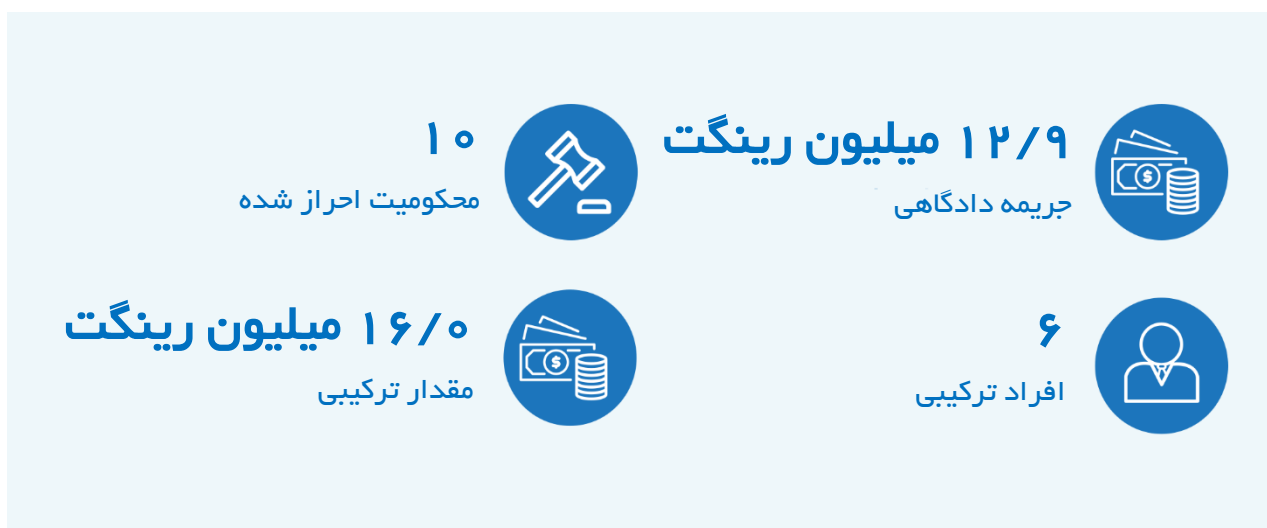 ۱۲/۹ میلیون رینگت
جریمه دادگاهی
۱۰
محکومیت احراز شده
۶
افراد ترکیبی
۱۶/۰ میلیون رینگت
مقدار ترکیبی